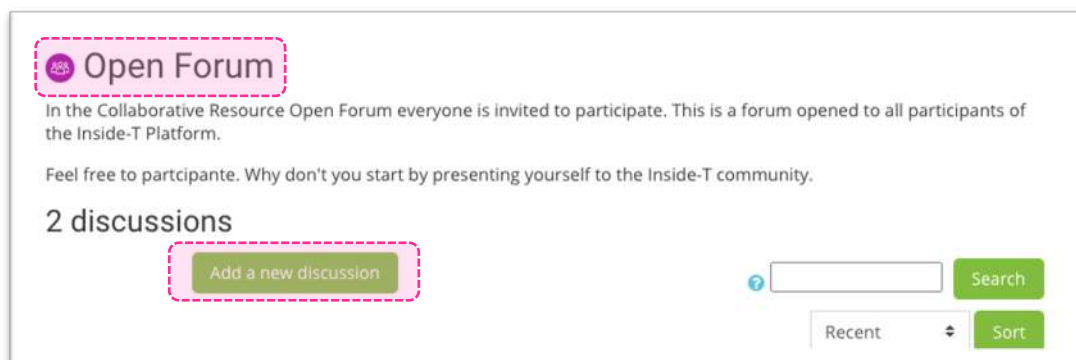 Open Forum
In the Collaborative Resource Open Forum everyone is invited to participate. This is a forum opened to all participants of
the Inside-T Platform.
Feel free to partcipante. Why don't you start by presenting yourself to the Inside-T community.
2 discussions
Add a new discussion
Search
Recent
Sort